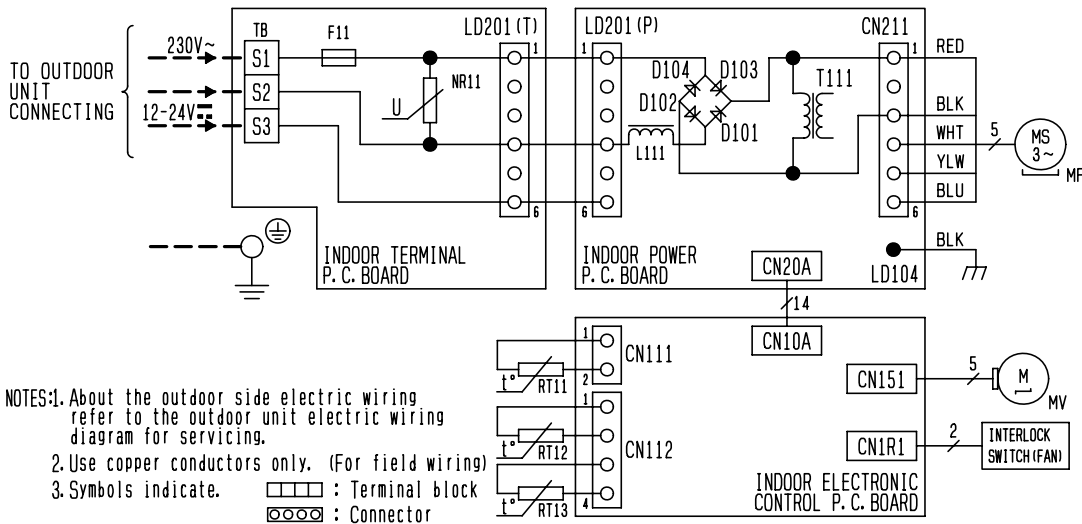 TO OUTDOOR
UNIT
CONNECTING
230V~
12-24V
TB
S1
S2
S3
F11
U
NR11
LD201(T)
1
6
INDOOR TERMINAL
P.C.BOARD
LD201(P)
1
6
D104
D103
D102
D101
L111
T111
CN211
1
6
INDOOR POWER
P.C.BOARD
CN20A
LD104
RED
BLK
WHT
YLW
BLU
BLK
5
MS
3~
MF
14
CN10A
1
2
CN111
t°
RT11
1
4
CN112
t°
RT12
t°
RT13
CN151
5
M
MV
CN1R1
2
INTERLOCK
SWITCH(FAN)
INDOOR ELECTRONIC
CONTROL P.C.BOARD
NOTES:1. About the outdoor side electric wiring
refer to the outdoor unit electric wiring
diagram for servicing.
2. Use copper conductors only. (For field wiring)
3. Symbols indicate.
: Terminal block
: Connector